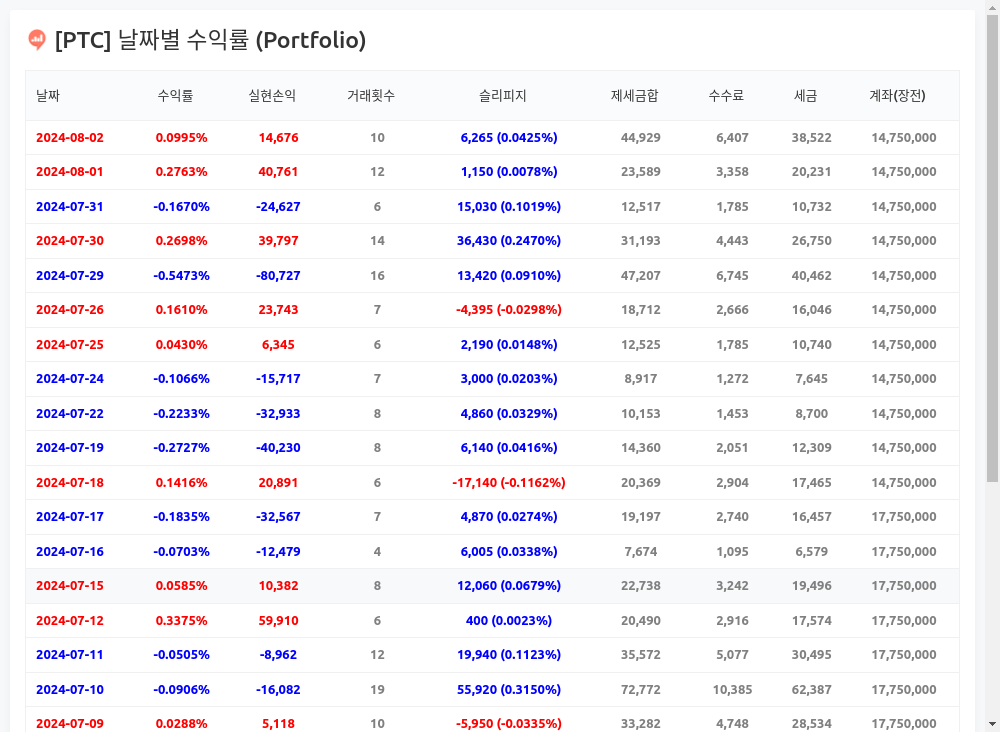 [PTC] 날짜별 수익률 (Portfolio)
날짜 수익률 실현손익 거래횟수 슬리피지 제세금합 수수료 세금 계좌(장전)
2024-08-02 0.0995% 14,676 10 6,265 (0.0425%) 44,929 6,407 38,522 14,750,000
2024-08-01 0.2763% 40,761 12 1,150 (0.0078%) 23,589 3,358 20,231 14,750,000
2024-07-31 -0.1670% -24,627 6 15,030 (0.1019%) 12,517 1,785 10,732 14,750,000
2024-07-30 0.2698% 39,797 14 36,430 (0.2470%) 31,193 4,443 26,750 14,750,000
2024-07-29 -0.5473% -80,727 16 13,420 (0.0910%) 47,207 6,745 40,462 14,750,000
2024-07-26 0.1610% 23,743 7 -4,395 (-0.0298%) 18,712 2,666 16,046 14,750,000
2024-07-25 0.0430% 6,345 6 2,190 (0.0148%) 12,525 1,785 10,740 14,750,000
2024-07-24 -0.1066% -15,717 7 3,000 (0.0203%) 8,917 1,272 7,645 14,750,000
2024-07-22 -0.2233% -32,933 8 4,860 (0.0329%) 10,153 1,453 8,700 14,750,000
2024-07-19 -0.2727% -40,230 8 6,140 (0.0416%) 14,360 2,051 12,309 14,750,000
2024-07-18 0.1416% 20,891 6 -17,140 (-0.1162%) 20,369 2,904 17,465 14,750,000
2024-07-17 -0.1835% -32,567 7 4,870 (0.0274%) 19,197 2,740 16,457 17,750,000
2024-07-16 -0.0703% -12,479 4 6,005 (0.0338%) 7,674 1,095 6,579 17,750,000
2024-07-15 0.0585% 10,382 8 12,060 (0.0679%) 22,738 3,242 19,496 17,750,000
2024-07-12 0.3375% 59,910 6 400 (0.0023%) 20,490 2,916 17,574 17,750,000
2024-07-11 -0.0505% -8,962 12 19,940 (0.1123%) 35,572 5,077 30,495 17,750,000
2024-07-10 -0.0906% -16,082 19 55,920 (0.3150%) 72,772 10,385 62,387 17,750,000
2024-07-09 0.0288% 5,118 10 -5,950 (-0.0335%) 33,282 4,748 28,534 17,750,000